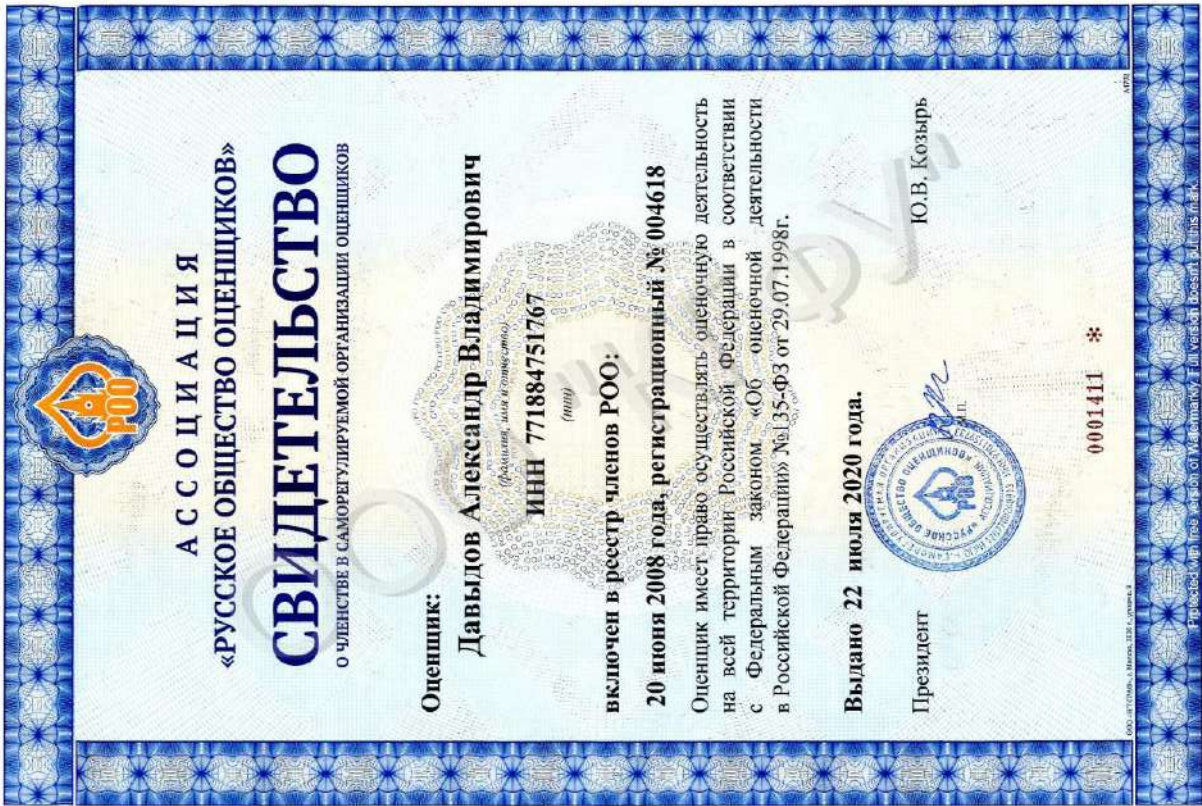 РОО
АССОЦИАЦИЯ
«РУССКОЕ ОБЩЕСТВО ОЦЕНЩИКОВ»
СВИДЕТЕЛЬСТВО
О ЧЛЕНСТВЕ В САМОРЕГУЛИРУЕМОЙ ОРГАНИЗАЦИИ ОЦЕНЩИКОВ
Оценщик:
Давыдов Александр Владимирович
(фамилия, имя и отчество)
ИНН 771884751767
(инн)
включен в реестр членов РОО:
20 июня 2008 года, регистрационный № 004618
Оценщик имеет право осуществлять оценочную деятельность
на всей территории Российской Федерации в соответствии
с Федеральным законом «Об оценочной деятельности
в Российской Федерации» №135-ФЗ от 29.07.1998г.
Выдано 22 июля 2020 года.
Президент
Ю.В. Козырь
0001411 *